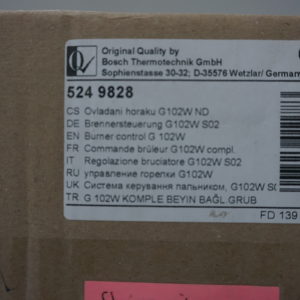 Original Quality by
Bosch Thermotechnik GmbH
Sophienstasse 30-32; D-35576 Wetzlar/ Germany
524 9828
CS Ovladani horaku G102W ND
DE Brennersteuerung G102W S02
EN Burner control G 102W
FR Commande brûleur G102W compl.
IT Regolazione bruciatore G102W S02
RU управление горелки G102W
UK Система керування пальником, G102W S0
TR G 102W KOMPLE BEYIN BAĞL.GRUB
FD 139